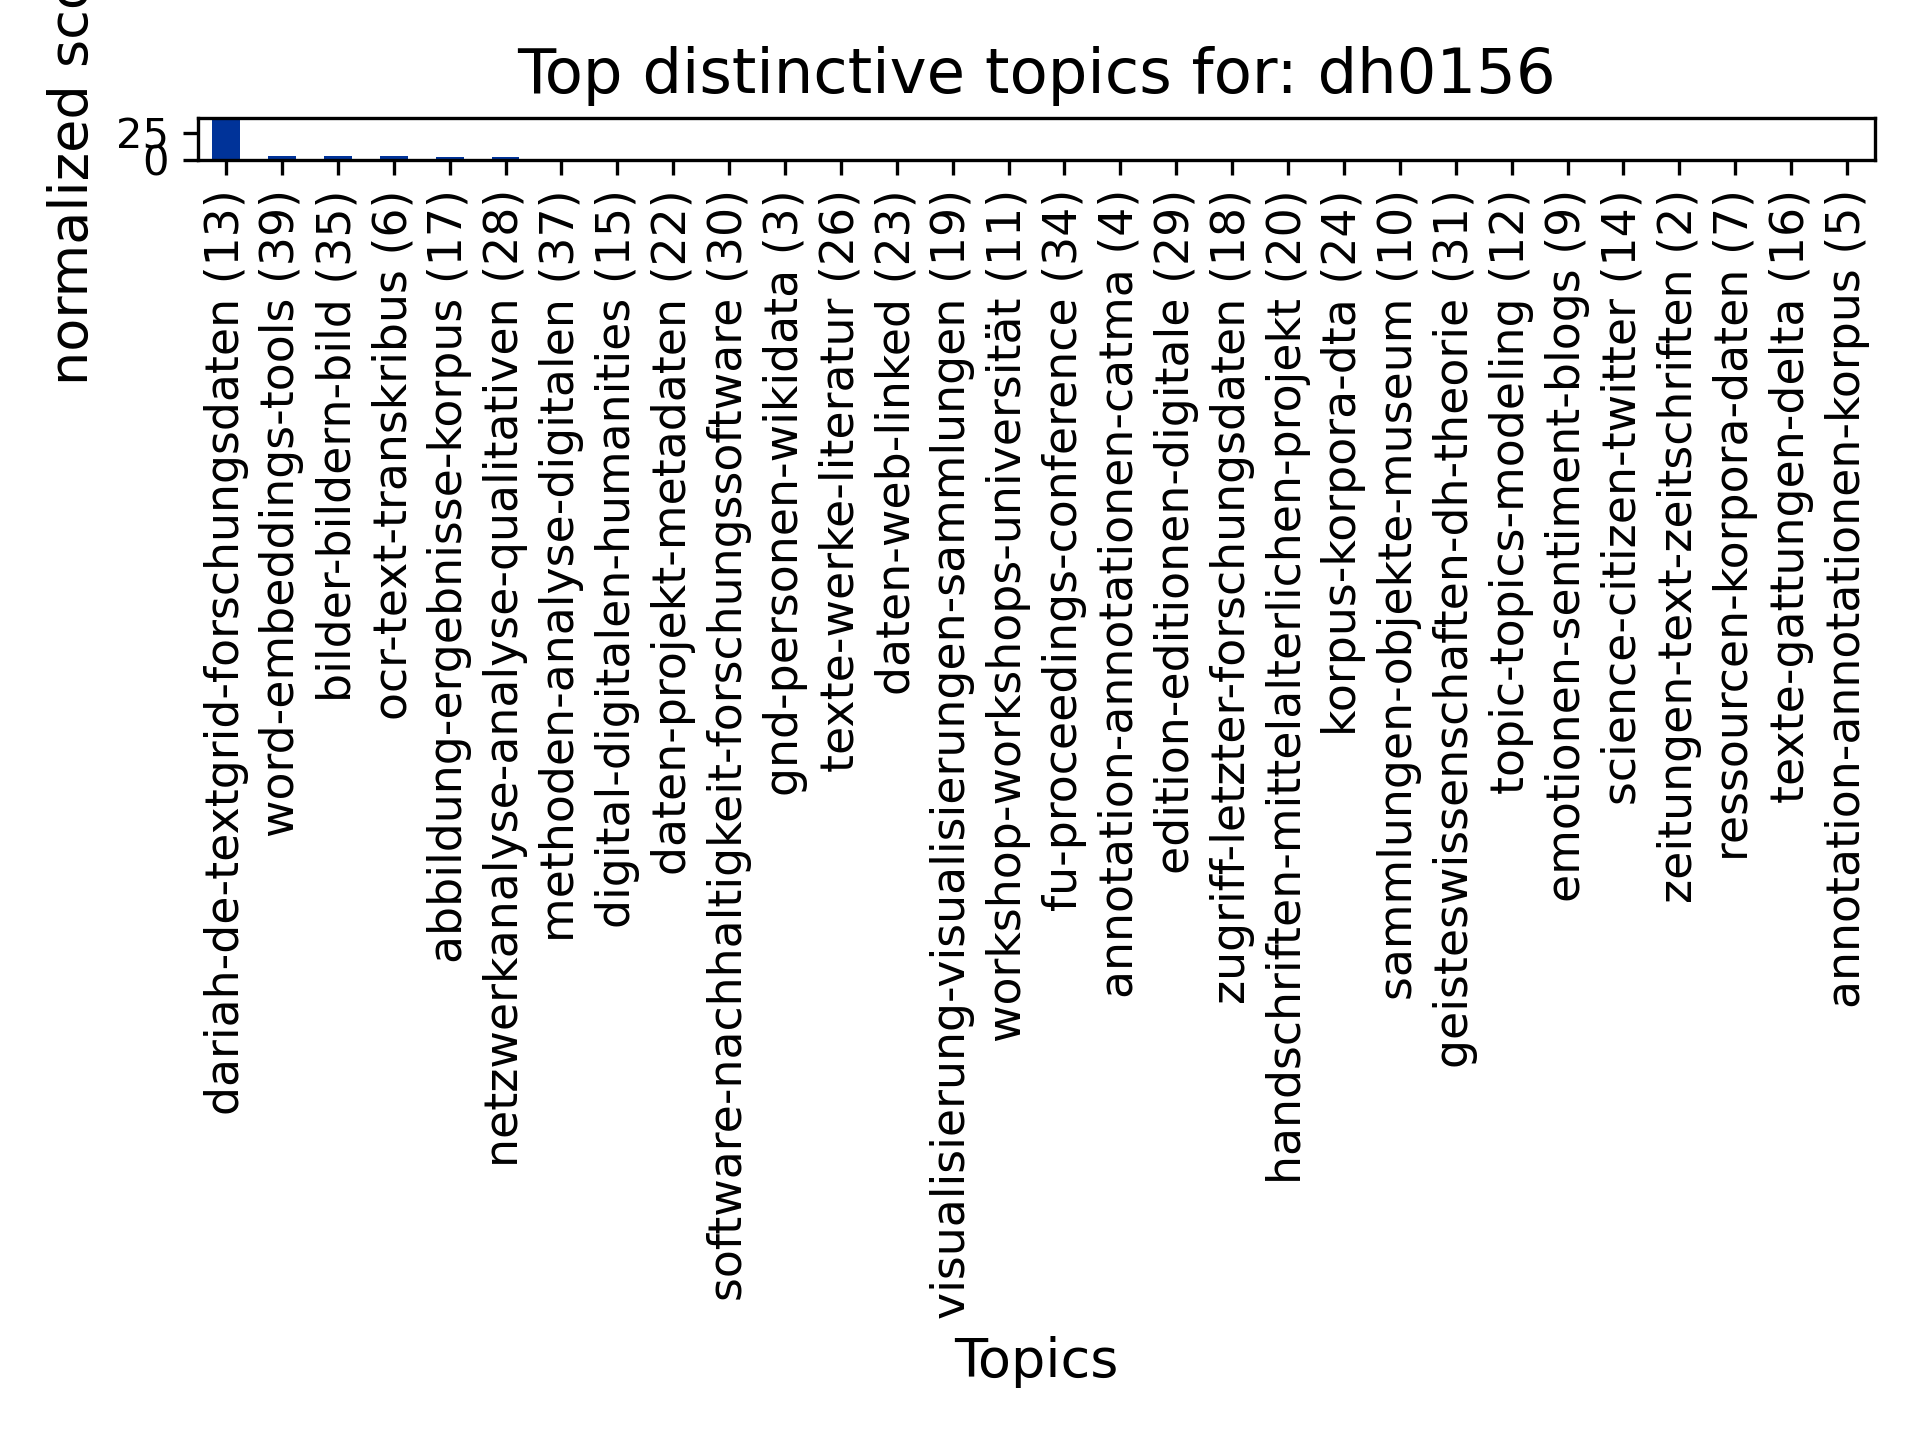 Top distinctive topics for: dh0156
normalized sco
25
0
dariah-de-textgrid-forschungsdaten (13)
word-embeddings-tools (39)
bilder-bildern-bild (35)
ocr-text-transkribus (6)
abbildung-ergebnisse-korpus (17)
netzwerkanalyse-analyse-qualitativen (28)
methoden-analyse-digitalen (37)
digital-digitalen-humanities (15)
daten-projekt-metadaten (22)
software-nachhaltigkeit-forschungssoftware (30)
gnd-personen-wikidata (3)
texte-werke-literatur (26)
daten-web-linked (23)
visualisierung-visualisierungen-sammlungen (19)
workshop-workshops-universität (11)
fu-proceedings-conference (34)
annotation-annotationen-catma (4)
edition-editionen-digitale (29)
zugriff-letzter-forschungsdaten (18)
handschriften-mittelalterlichen-projekt (20)
korpus-korpora-dta (24)
sammlungen-objekte-museum (10)
geisteswissenschaften-dh-theorie (31)
topic-topics-modeling (12)
emotionen-sentiment-blogs (9)
science-citizen-twitter (14)
zeitungen-text-zeitschriften (2)
ressourcen-korpora-daten (7)
texte-gattungen-delta (16)
annotation-annotationen-korpus (5)
Topics